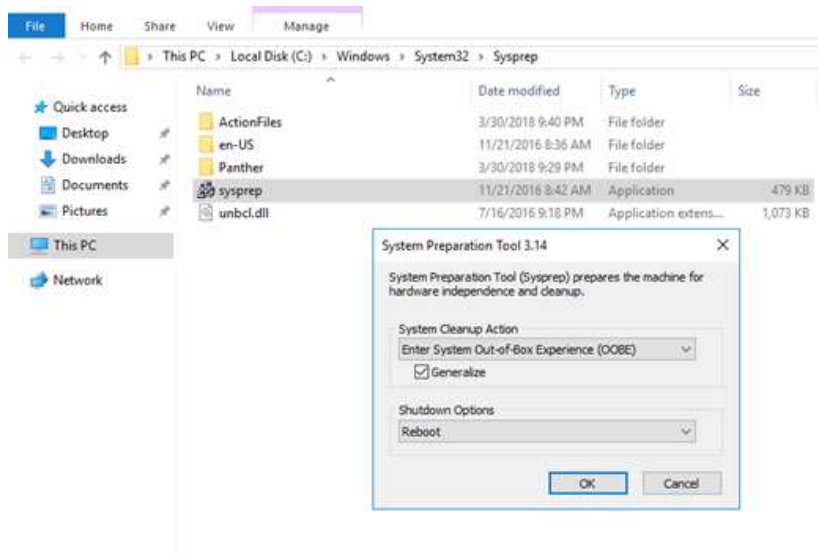 File Home Share View Manage
This PC > Local Disk (C:) > Windows > System32 > Sysprep
Name Date modified Type Size
Quick access
Desktop
Downloads
Documents
Pictures
This PC
Network
ActionFiles 3/30/2018 9:40 PM File folder
en-US 11/21/2016 8:36 AM File folder
Panther 3/30/2018 9:29 PM File folder
sysprep 11/21/2016 8:42 AM Application 479 KB
unbcl.dll 7/16/2016 9:18 PM Application extens... 1,073 KB
System Preparation Tool 3.14
System Preparation Tool (Sysprep) prepares the machine for
hardware independence and cleanup.
System Cleanup Action
Enter System Out-of-Box Experience (OOBE)
Generalize
Shutdown Options
Reboot
OK Cancel